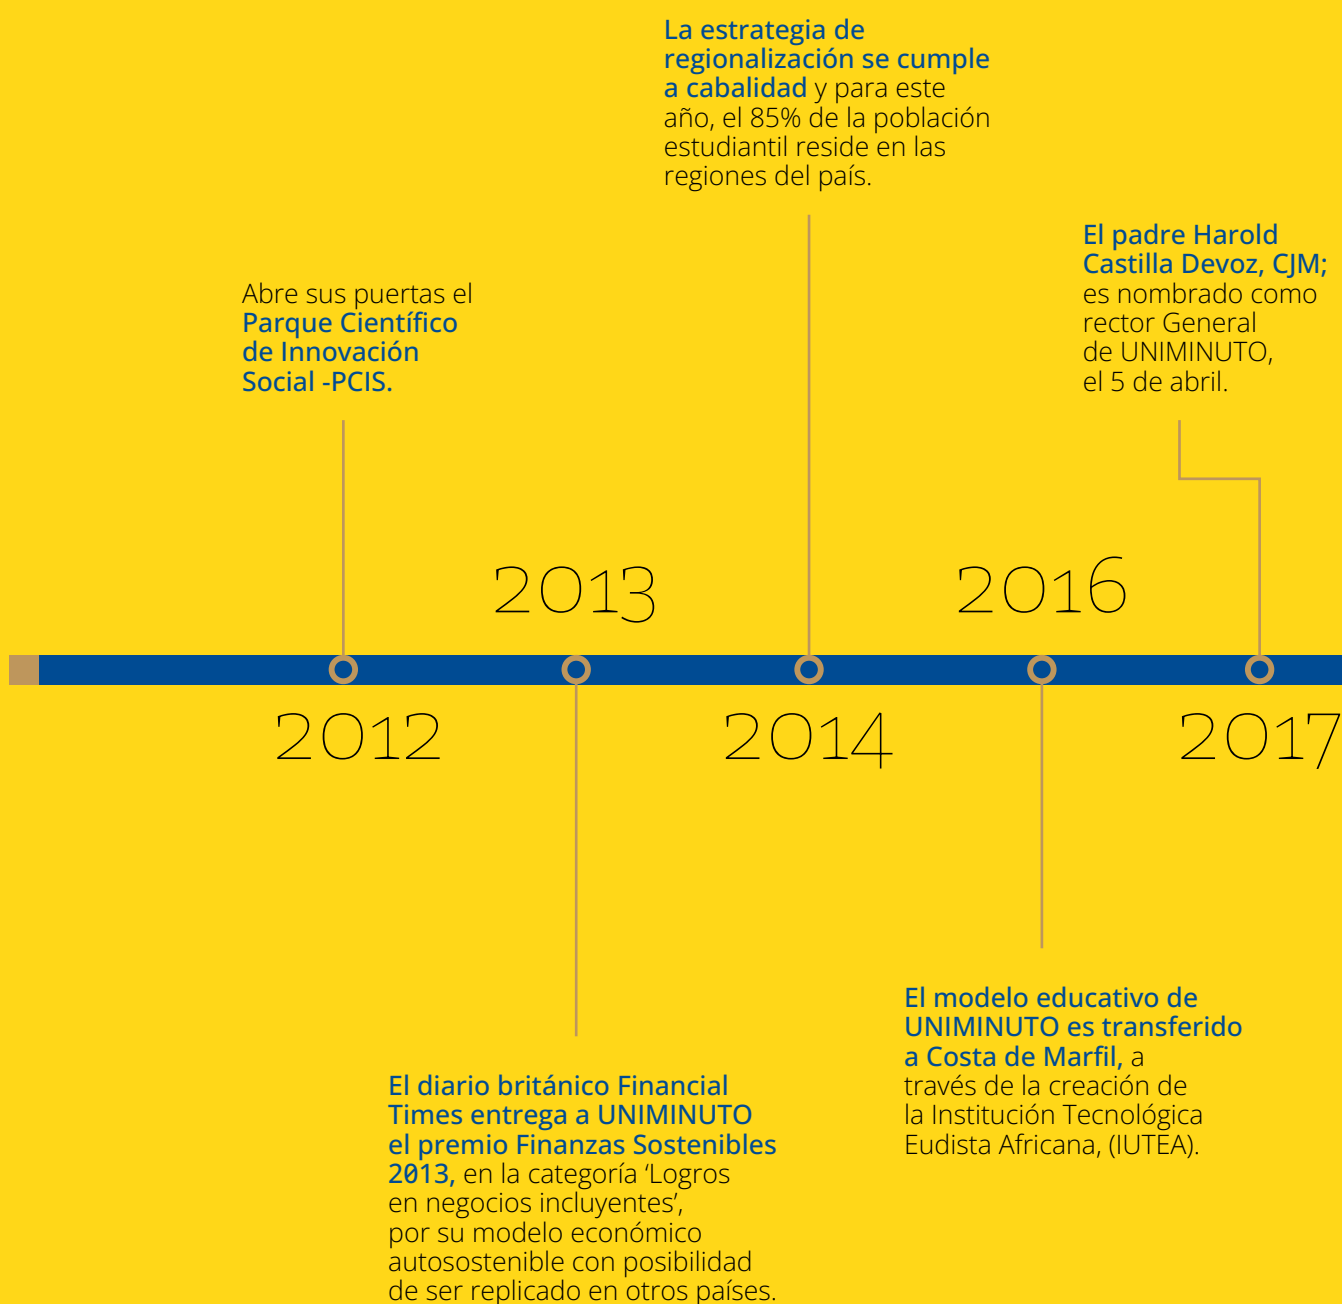 La estrategia de
regionalización se cumple
a cabalidad y para este
año, el 85% de la población
estudiantil reside en las
regiones del país.
El padre Harold
Castilla Devoz, CJM;
es nombrado como
rector General
de UNIMINUTO,
el 5 de abril.
Abre sus puertas el
Parque Científico
de Innovación
Social -PCIS.
2013
2016
2012
2014
2017
El modelo educativo de
UNIMINUTO es transferido
a Costa de Marfil, a
través de la creación de
la Institución Tecnológica
Eudista Africana, (IUTEA).
El diario británico Financial
Times entrega a UNIMINUTO
el premio Finanzas Sostenibles
2013, en la categoría ‘Logros
en negocios incluyentes’,
por su modelo económico
autosostenible con posibilidad
de ser replicado en otros países.